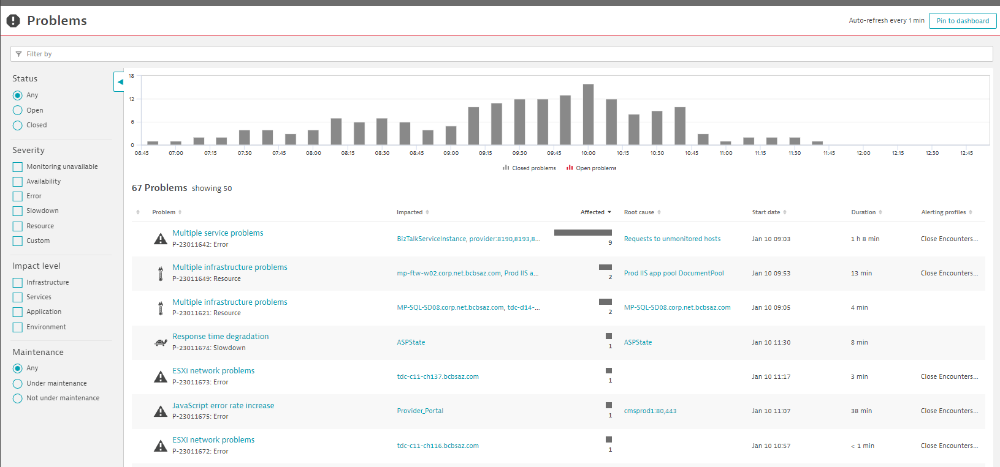 Problems
Auto-refresh every 1 min
Pin to dashboard
Filter by
Status
Any
Open
Closed
Severity
Monitoring unavailable
Availability
Error
Slowdown
Resource
Custom
Impact level
Infrastructure
Services
Application
Environment
Maintenance
Any
Under maintenance
Not under maintenance
18
12
6
0
06:45 07:00 07:15 07:30 07:45 08:00 08:15 08:30 08:45 09:00 09:15 09:30 09:45 10:00 10:15 10:30 10:45 11:00 11:15 11:30 11:45 12:00 12:15 12:30 12:45
Closed problems Open problems
67 Problems showing 50
Problem Impacted Affected Root cause Start date Duration Alerting profiles
Multiple service problems
P-23011642: Error
BizTalkServiceInstance, provider:8190,8193,8...
9
Requests to unmonitored hosts
Jan 10 09:03
1 h 8 min
Close Encounters...
Multiple infrastructure problems
P-23011649: Resource
mp-ftw-w02.corp.net.bcbsaz.com, Prod IIS a...
2
Prod IIS app pool DocumentPool
Jan 10 09:53
13 min
Close Encounters...
Multiple infrastructure problems
P-23011621: Resource
MP-SQL-SD08.corp.net.bcbsaz.com, tdc-d14-...
2
MP-SQL-SD08.corp.net.bcbsaz.com
Jan 10 09:05
4 min
Response time degradation
P-23011674: Slowdown
ASPState
1
ASPState
Jan 10 11:30
8 min
ESXi network problems
P-23011673: Error
tdc-c11-ch137.bcbsaz.com
1
Jan 10 11:17
3 min
Close Encounters...
JavaScript error rate increase
P-23011675: Error
Provider_Portal
1
cmsprod1:80,443
Jan 10 11:07
38 min
Close Encounters...
ESXi network problems
P-23011672: Error
tdc-c11-ch116.bcbsaz.com
1
Jan 10 10:57
< 1 min
Close Encounters...